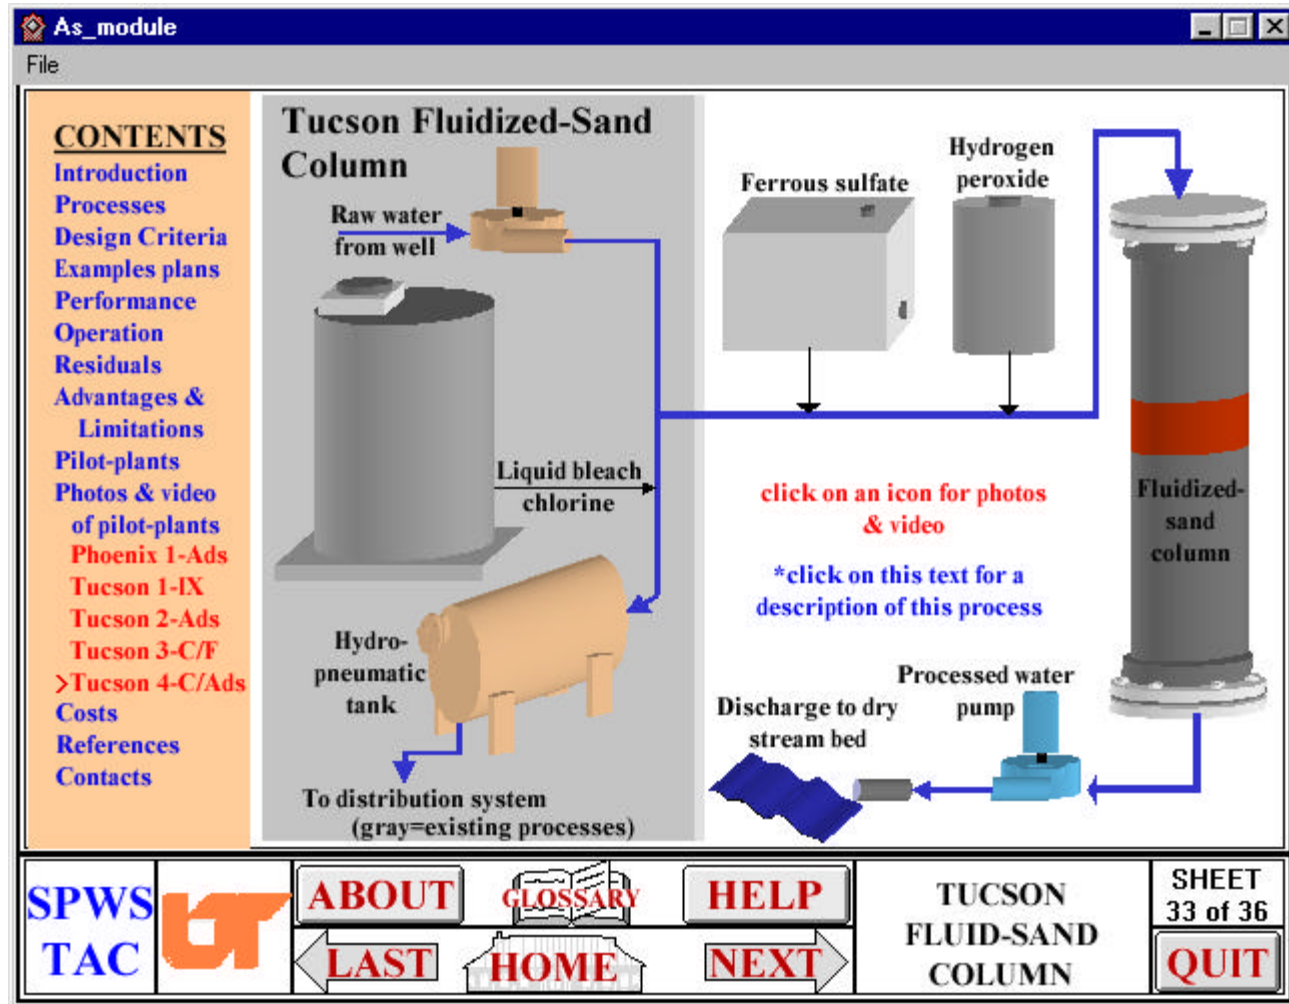 As_module
File
CONTENTS
Introduction
Processes
Design Criteria
Examples plans
Performance
Operation
Residuals
Advantages &
Limitations
Pilot-plants
Photos & video
of pilot-plants
Phoenix 1-Ads
Tucson 1-IX
Tucson 2-Ads
Tucson 3-C/F
>Tucson 4-C/Ads
Costs
References
Contacts
Tucson Fluidized-Sand
Column
Raw water
from well
Liquid bleach
chlorine
Hydro-
pneumatic
tank
To distribution system
(gray=existing processes)
Ferrous sulfate
Hydrogen
peroxide
click on an icon for photos
& video
*click on this text for a
description of this process
Fluidized-
sand
column
Processed water
pump
Discharge to dry
stream bed
SPWS
TAC
UT
ABOUT
GLOSSARY
HELP
LAST
HOME
NEXT
TUCSON
FLUID-SAND
COLUMN
SHEET
33 of 36
QUIT